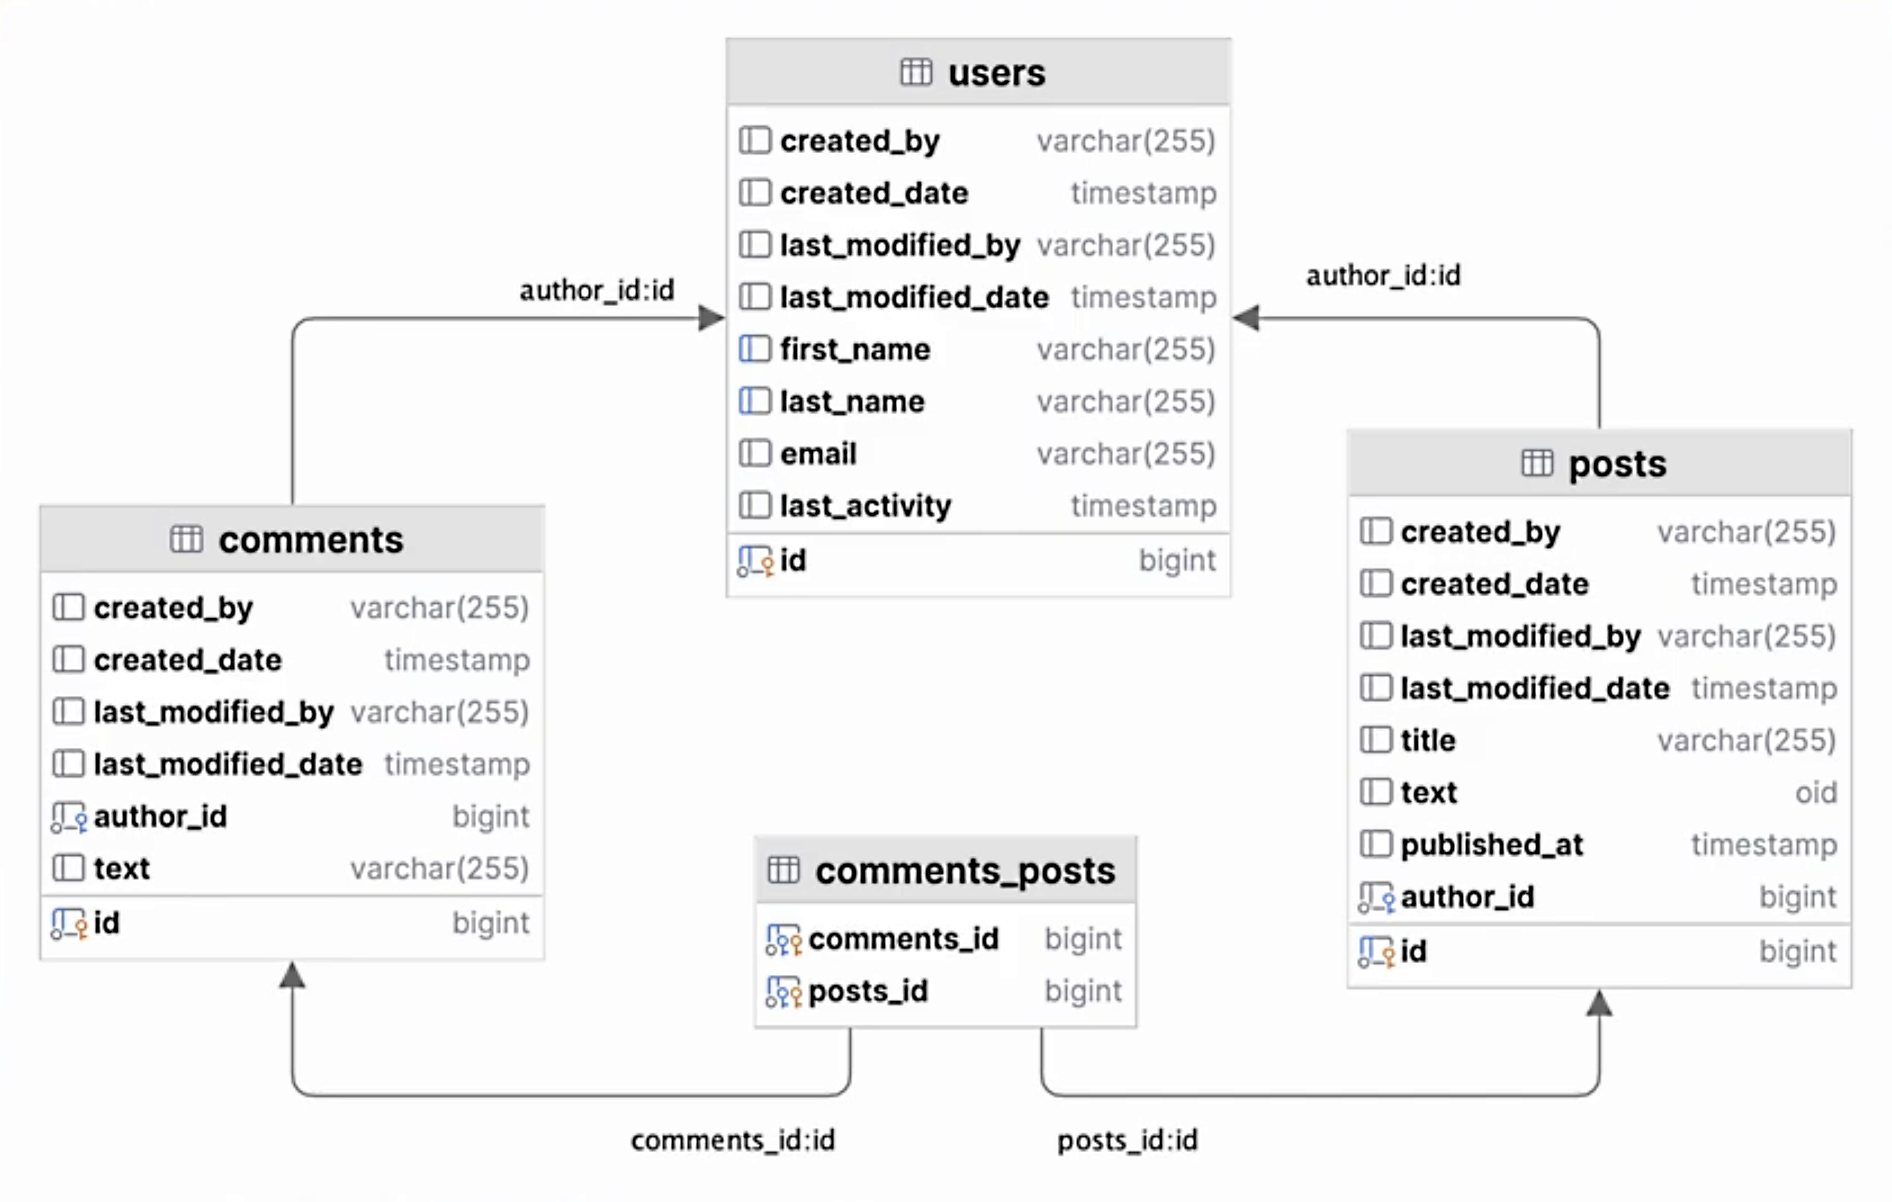 users
created_by varchar(255)
created_date timestamp
last_modified_by varchar(255)
last_modified_date timestamp
first_name varchar(255)
last_name varchar(255)
email varchar(255)
last_activity timestamp
id bigint
author_id:id
author_id:id
comments
created_by varchar(255)
created_date timestamp
last_modified_by varchar(255)
last_modified_date timestamp
author_id bigint
text varchar(255)
id bigint
posts
created_by varchar(255)
created_date timestamp
last_modified_by varchar(255)
last_modified_date timestamp
title varchar(255)
text oid
published_at timestamp
author_id bigint
id bigint
comments_posts
comments_id bigint
posts_id bigint
comments_id:id
posts_id:id